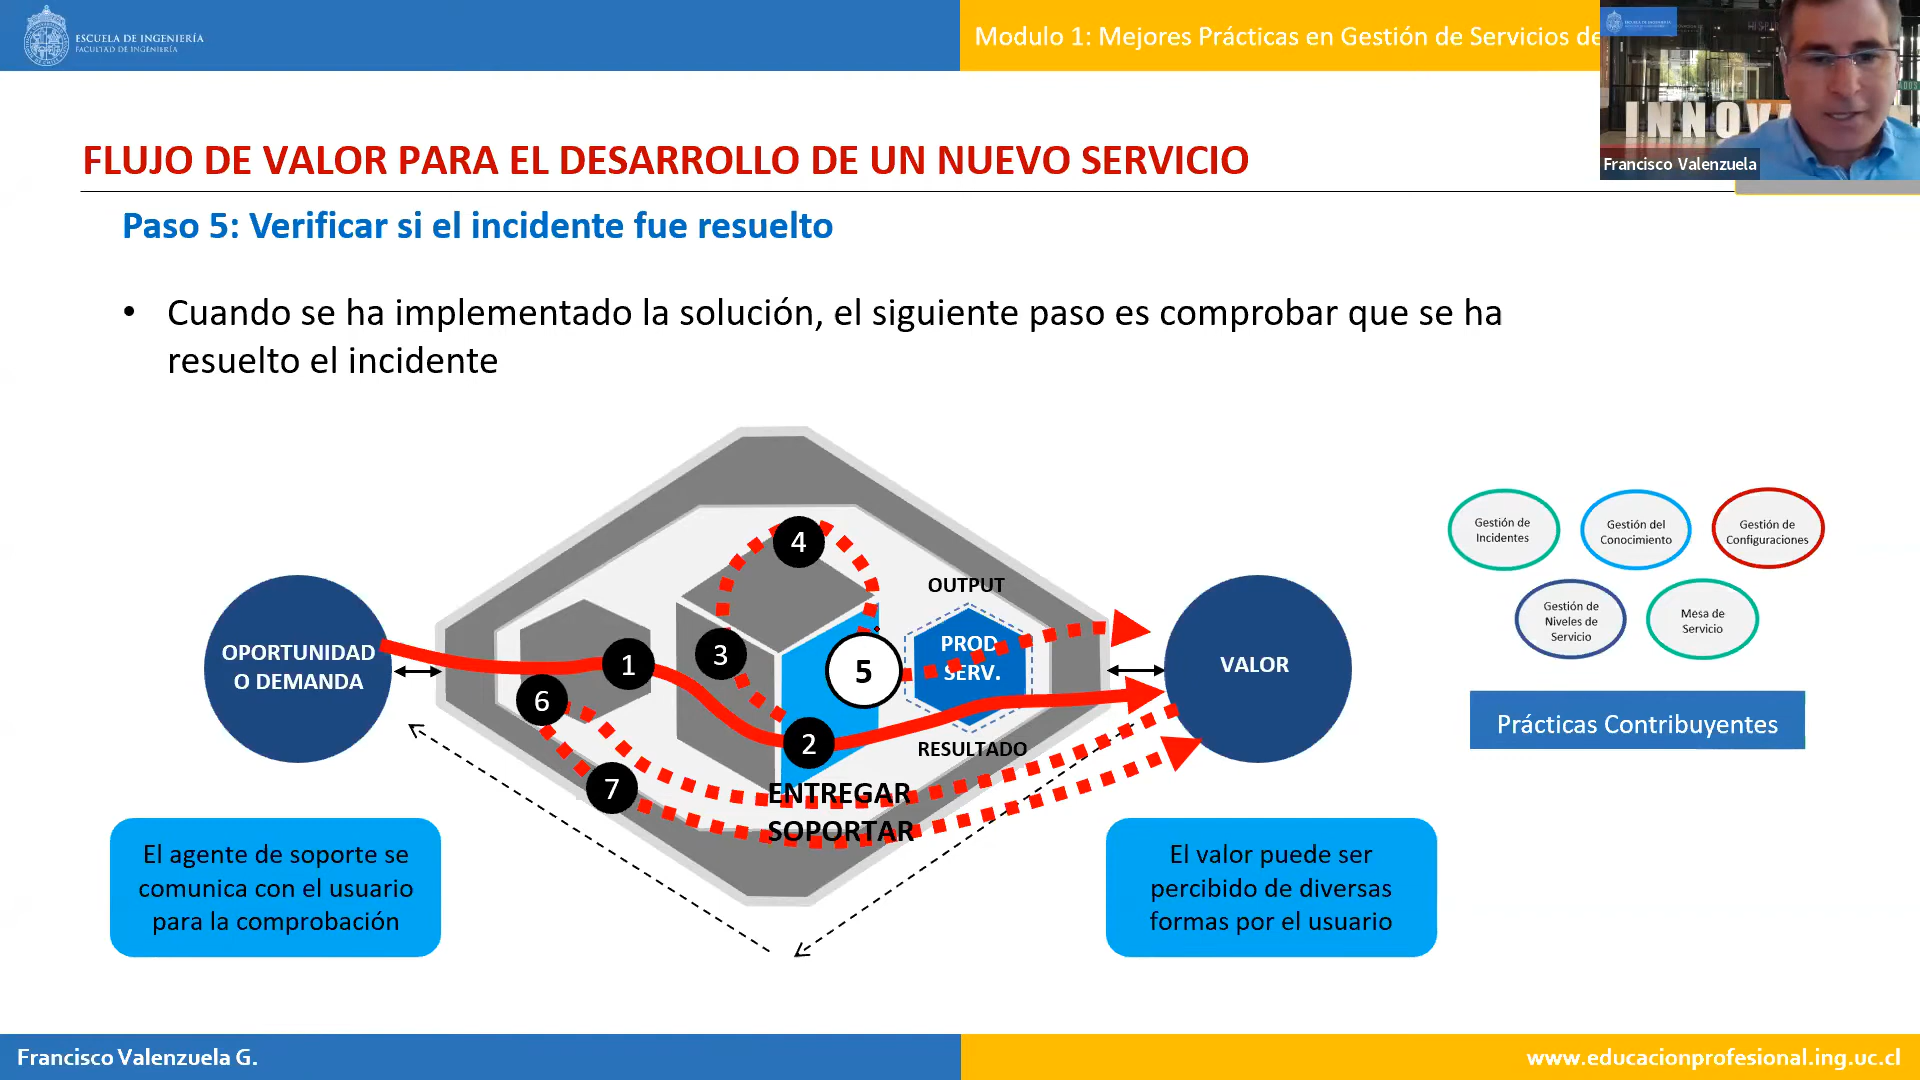 ESCUELA DE INGENIERÍA
FACULTAD DE INGENIERÍA
Modulo 1: Mejores Prácticas en Gestión de Servicios de
INNOV
Francisco Valenzuela
FLUJO DE VALOR PARA EL DESARROLLO DE UN NUEVO SERVICIO
Paso 5: Verificar si el incidente fue resuelto
• Cuando se ha implementado la solución, el siguiente paso es comprobar que se ha
resuelto el incidente
OPORTUNIDAD
O DEMANDA
1
2
3
4
5
6
7
OUTPUT
PROD.
SERV.
RESULTADO
ENTREGAR
SOPORTAR
VALOR
Gestión de
Incidentes
Gestión del
Conocimiento
Gestión de
Configuraciones
Gestión de
Niveles de
Servicio
Mesa de
Servicio
Prácticas Contribuyentes
El agente de soporte se
comunica con el usuario
para la comprobación
El valor puede ser
percibido de diversas
formas por el usuario
Francisco Valenzuela G.
www.educacionprofesional.ing.uc.cl